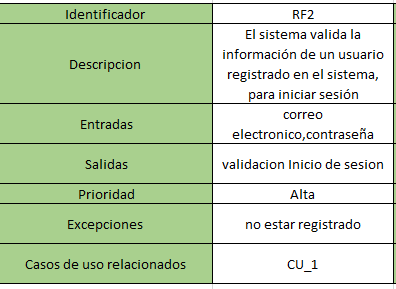 Identificador RF2
Descripcion El sistema valida la
información de un usuario
registrado en el sistema,
para iniciar sesión
Entradas correo
electronico,contraseña
Salidas validacion Inicio de sesion
Prioridad Alta
Excepciones no estar registrado
Casos de uso relacionados CU_1